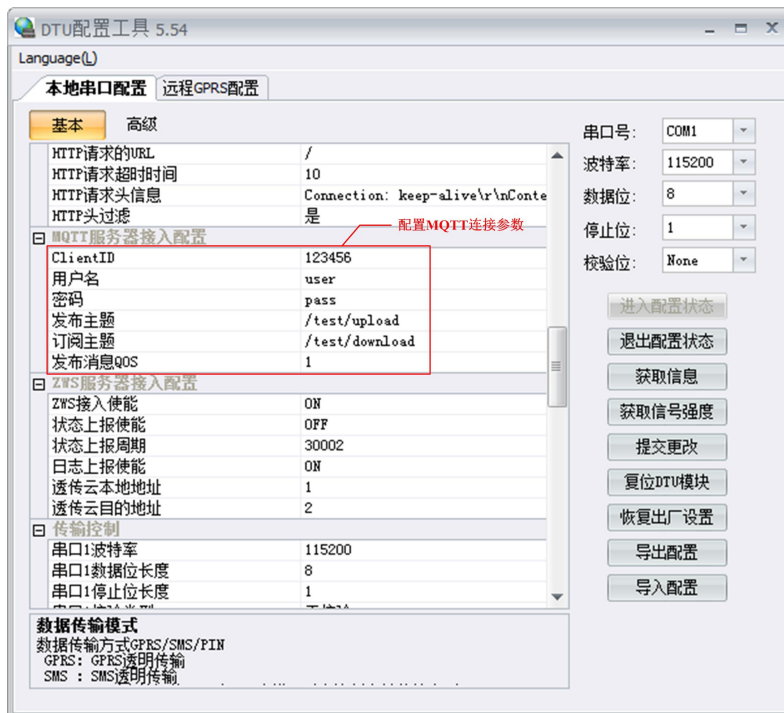 DTU配置工具 5.54
Language(L)
本地串口配置 远程GPRS配置
基本 高级
HTTP请求的URL /
HTTP请求超时时间 10
HTTP请求头信息 Connection: keep-alive\r\nConte
HTTP头过滤 是
MQTT服务器接入配置
配置MQTT连接参数
ClientID 123456
用户名 user
密码 pass
发布主题 /test/upload
订阅主题 /test/download
发布消息QOS 1
ZWS服务器接入配置
ZWS接入使能 ON
状态上报使能 OFF
状态上报周期 30002
日志上报使能 ON
透传云本地地址 1
透传云目的地址 2
传输控制
串口1波特率 115200
串口1数据位长度 8
串口1停止位长度 1
数据传输模式
数据传输方式GPRS/SMS/PIN
GPRS: GPRS透明传输
SMS : SMS透明传输
串口号: COM1
波特率: 115200
数据位: 8
停止位: 1
校验位: None
进入配置状态
退出配置状态
获取信息
获取信号强度
提交更改
复位DTU模块
恢复出厂设置
导出配置
导入配置